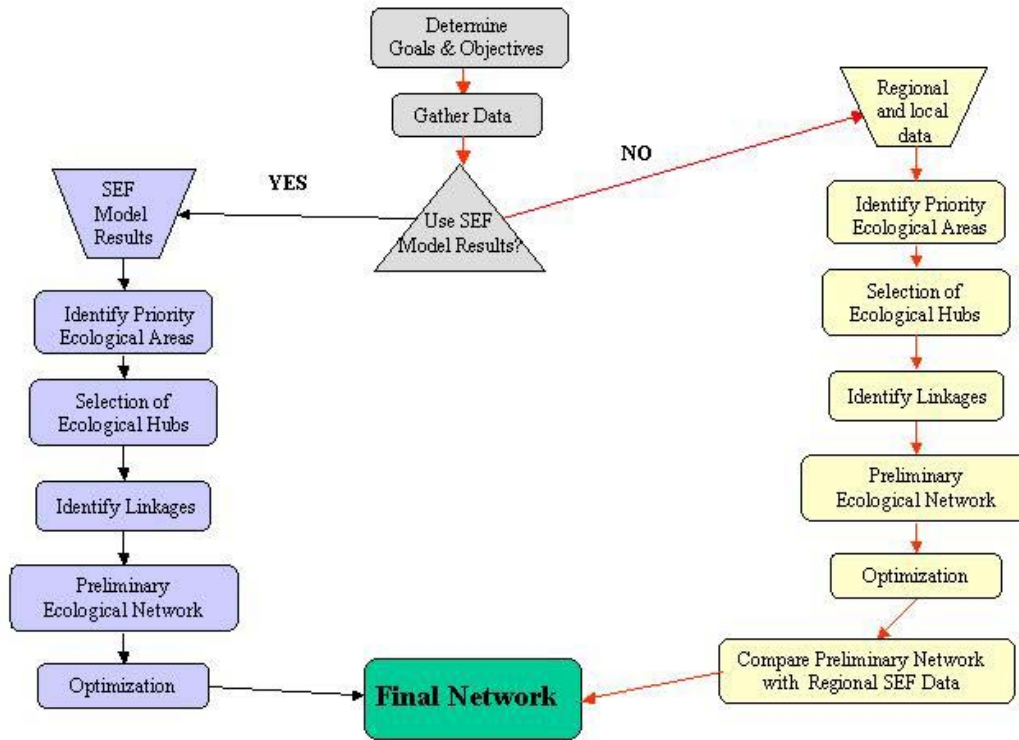 Determine
Goals & Objectives
Gather Data
Use SEF
Model Results?
YES
NO
SEF
Model
Results
Identify Priority
Ecological Areas
Selection of
Ecological Hubs
Identify Linkages
Preliminary
Ecological Network
Optimization
Regional
and local
data
Identify Priority
Ecological Areas
Selection of
Ecological Hubs
Identify Linkages
Preliminary
Ecological Network
Optimization
Compare Preliminary Network
with Regional SEF Data
Final Network